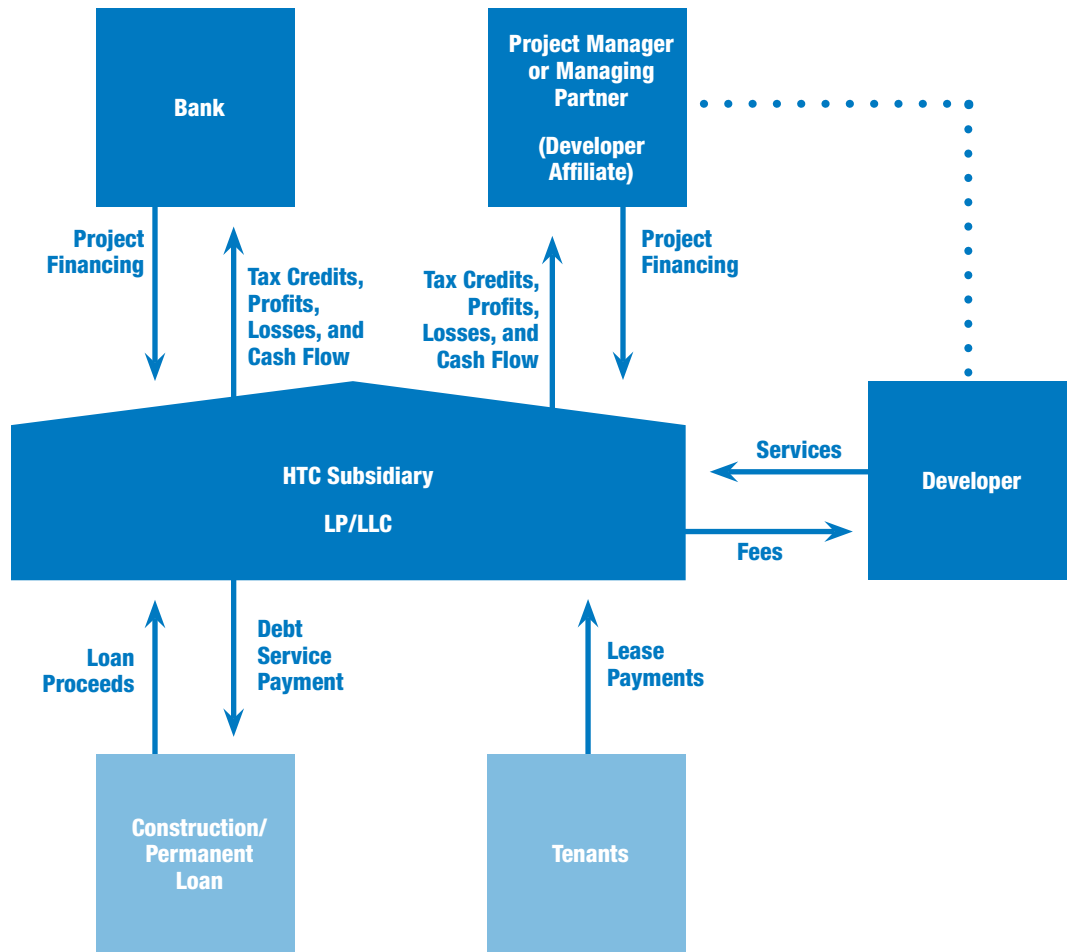 Bank
Project Manager
or Managing
Partner
(Developer
Affiliate)
Project
Financing
Tax Credits,
Profits,
Losses, and
Cash Flow
Tax Credits,
Profits,
Losses, and
Cash Flow
Project
Financing
HTC Subsidiary
LP/LLC
Services
Fees
Developer
Loan
Proceeds
Debt
Service
Payment
Lease
Payments
Construction/
Permanent
Loan
Tenants